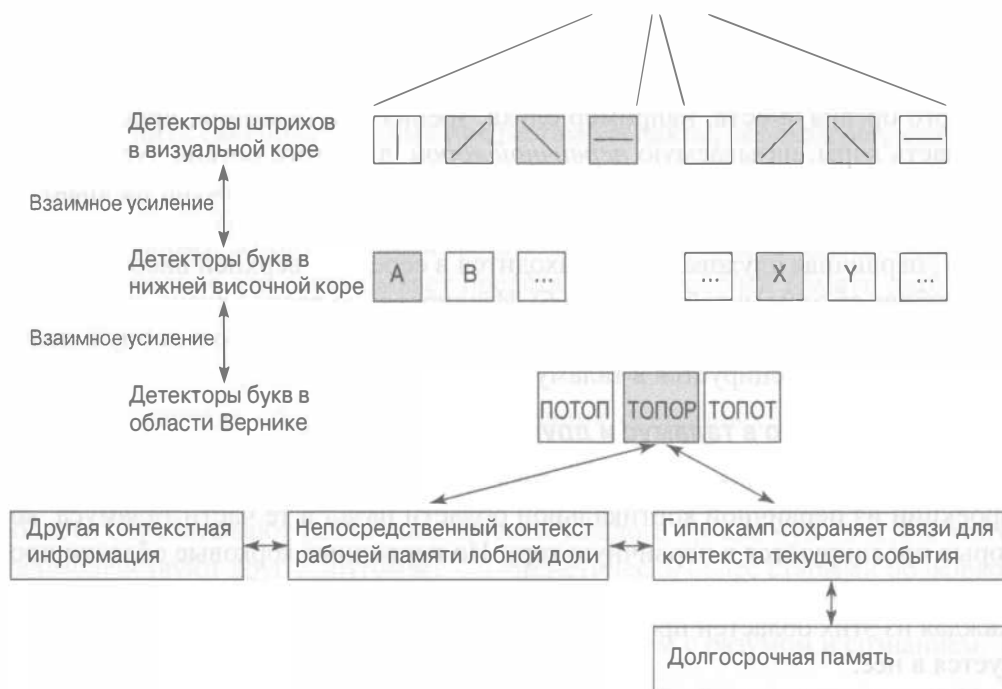 Детекторы штрихов
в визуальной коре
Взаимное усиление
Детекторы букв в
нижней височной коре
A B ... ... X Y ...
Взаимное усиление
Детекторы букв в
области Вернике
ПОТОП ТОПОР ТОПОТ
Другая контекстная
информация
Непосредственный контекст
рабочей памяти лобной доли
Гиппокамп сохраняет связи для
контекста текущего события
Долгосрочная память